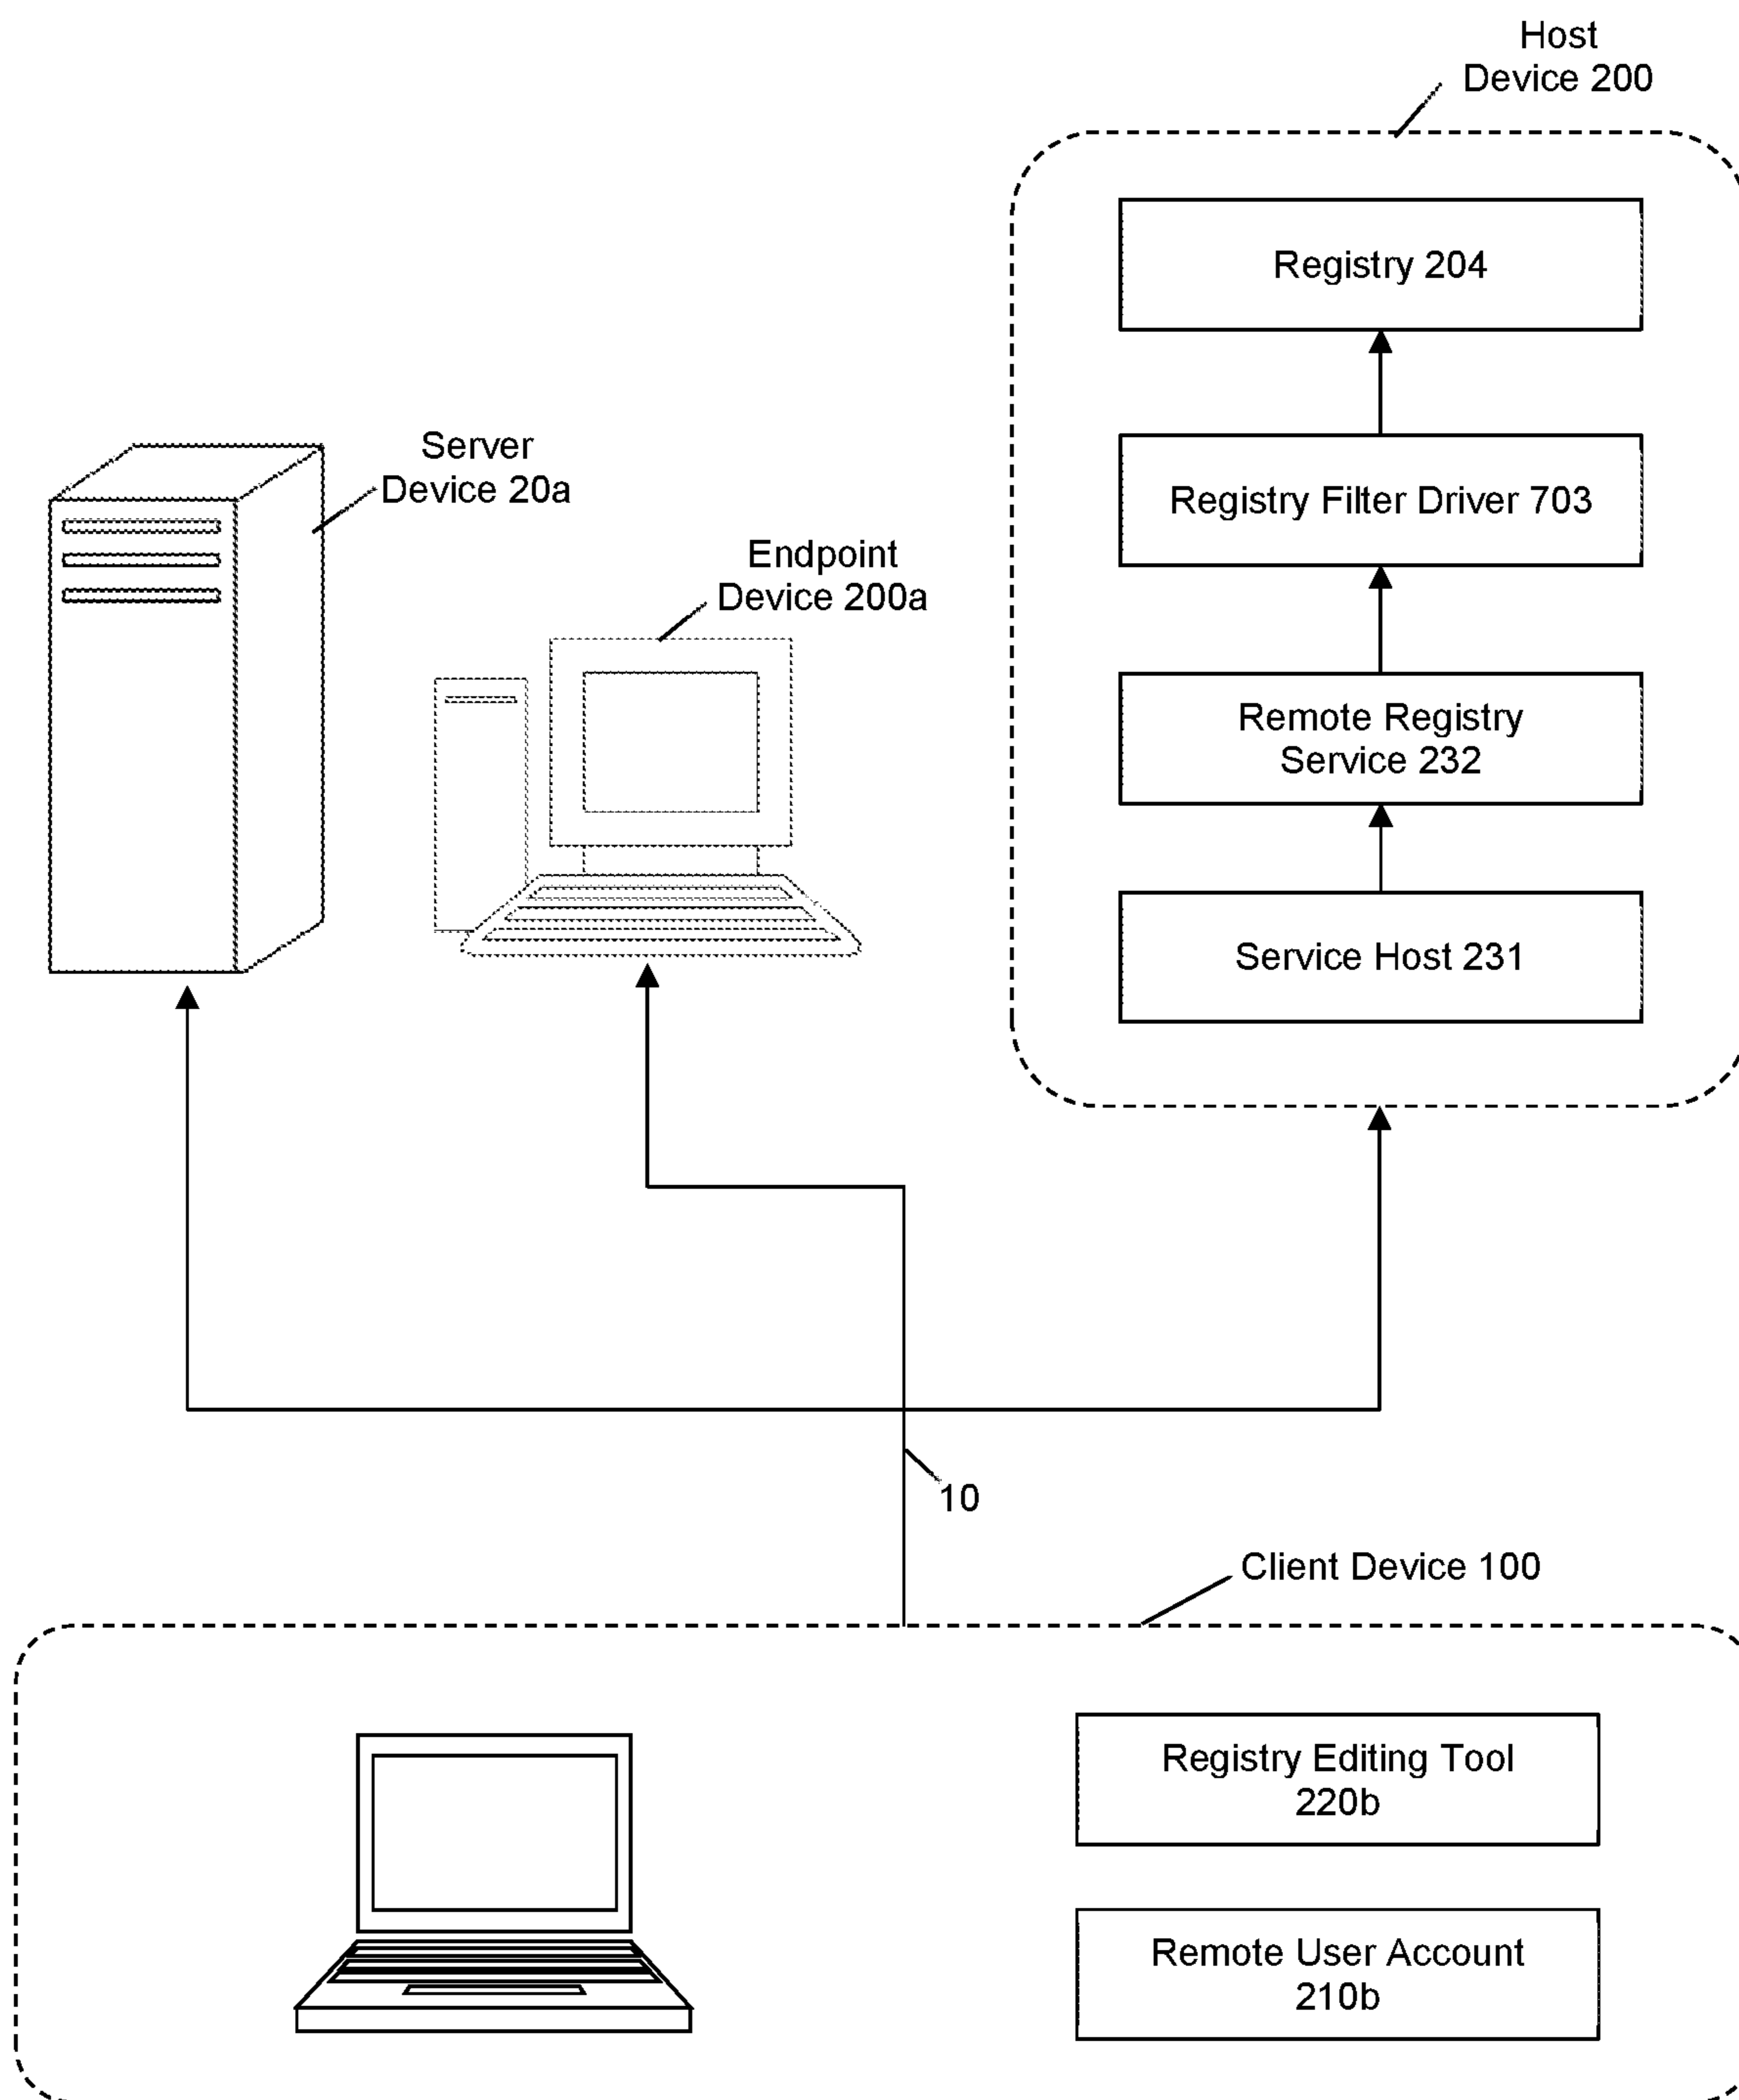 Host
Device 200
Registry 204
Server
Device 20a
Registry Filter Driver 703
Endpoint
Device 200a
Remote Registry
Service 232
Service Host 231
10
Client Device 100
Registry Editing Tool
220b
Remote User Account
210b